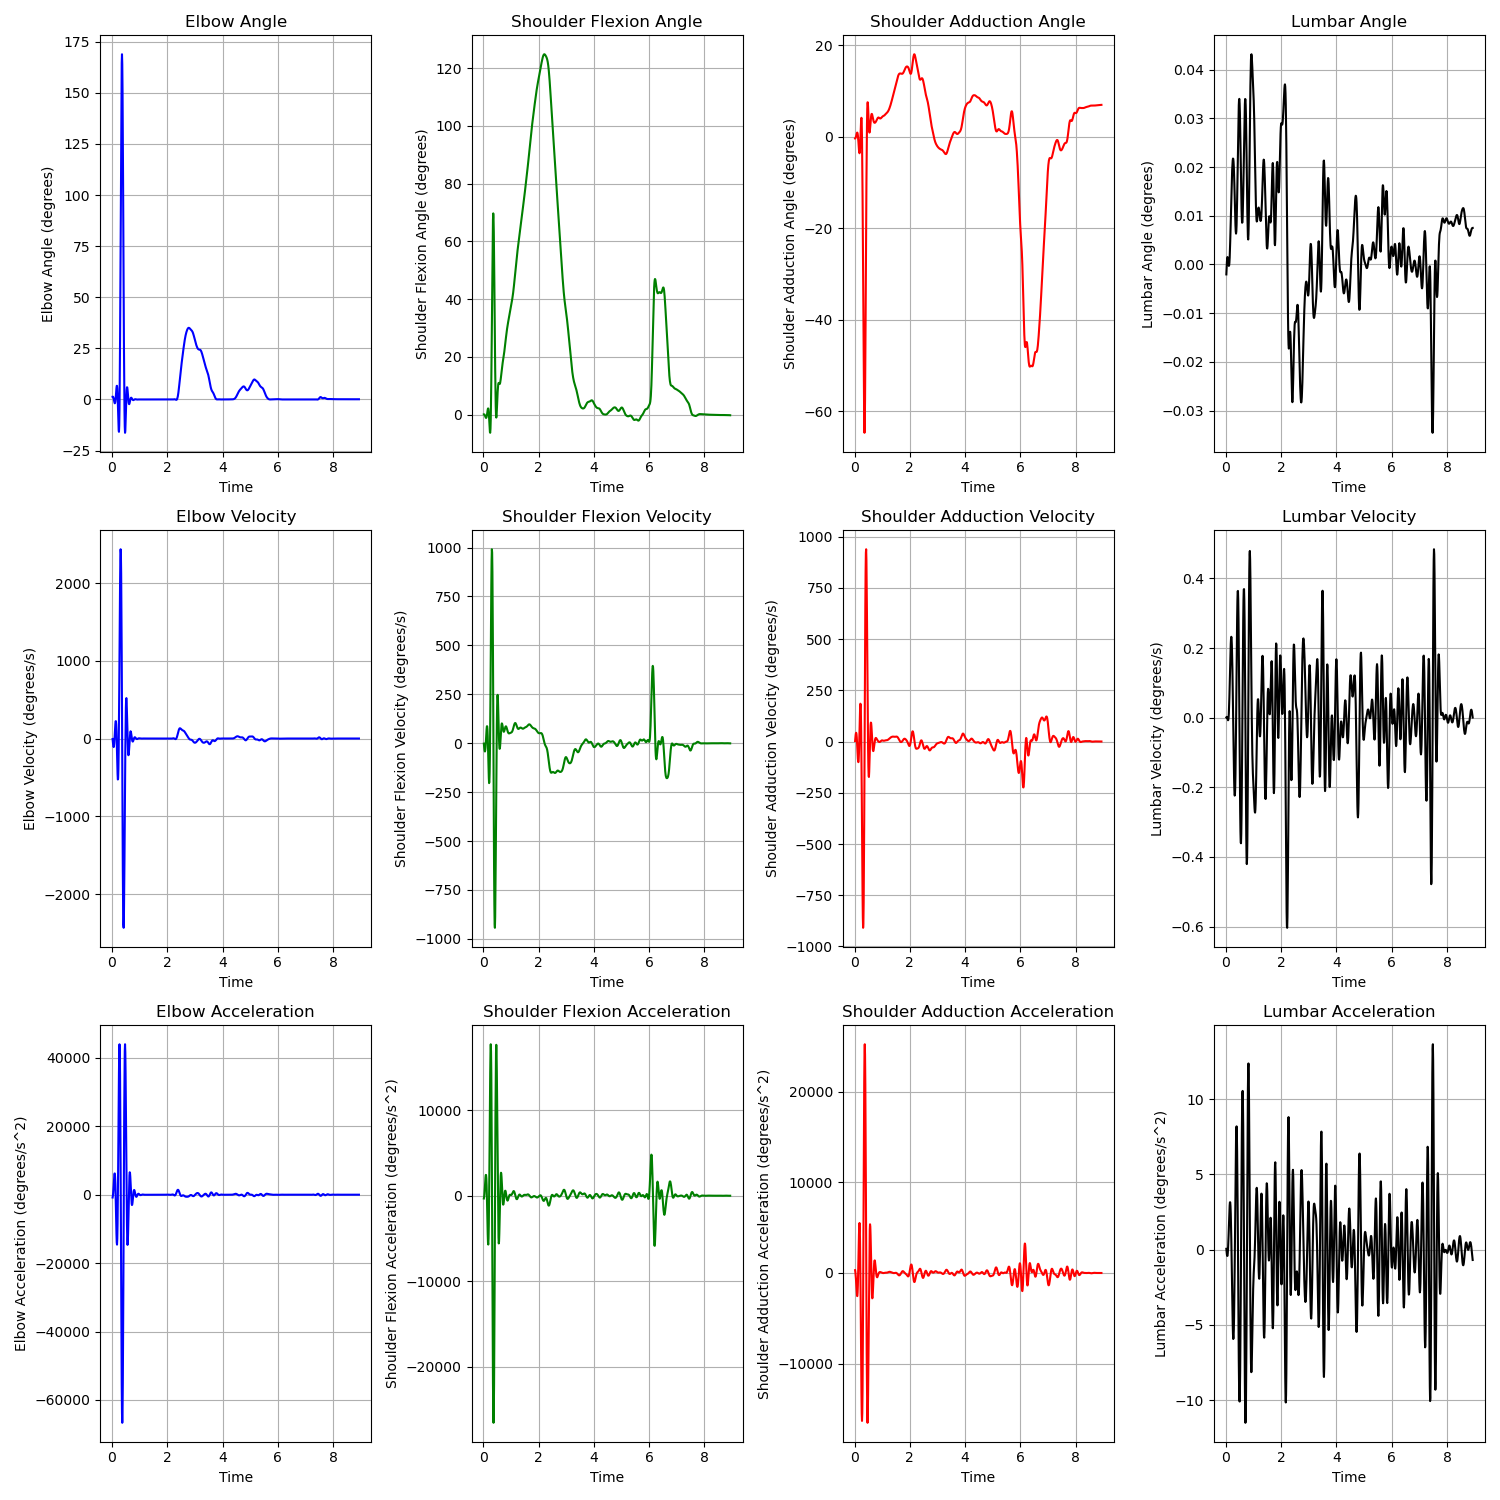 Elbow Angle
Elbow Angle (degrees)
175
150
125
100
75
50
25
0
−25
0 2 4 6 8
Time
Shoulder Flexion Angle
Shoulder Flexion Angle (degrees)
120
100
80
60
40
20
0
0 2 4 6 8
Time
Shoulder Adduction Angle
Shoulder Adduction Angle (degrees)
20
0
−20
−40
−60
0 2 4 6 8
Time
Lumbar Angle
Lumbar Angle (degrees)
0.04
0.03
0.02
0.01
0.00
−0.01
−0.02
−0.03
0 2 4 6 8
Time
Elbow Velocity
Elbow Velocity (degrees/s)
2000
1000
0
−1000
−2000
0 2 4 6 8
Time
Shoulder Flexion Velocity
Shoulder Flexion Velocity (degrees/s)
1000
750
500
250
0
−250
−500
−750
−1000
0 2 4 6 8
Time
Shoulder Adduction Velocity
Shoulder Adduction Velocity (degrees/s)
1000
750
500
250
0
−250
−500
−750
−1000
0 2 4 6 8
Time
Lumbar Velocity
Lumbar Velocity (degrees/s)
0.4
0.2
0.0
−0.2
−0.4
−0.6
0 2 4 6 8
Time
Elbow Acceleration
Elbow Acceleration (degrees/s^2)
40000
20000
0
−20000
−40000
−60000
0 2 4 6 8
Time
Shoulder Flexion Acceleration
Shoulder Flexion Acceleration (degrees/s^2)
10000
0
−10000
−20000
0 2 4 6 8
Time
Shoulder Adduction Acceleration
Shoulder Adduction Acceleration (degrees/s^2)
20000
10000
0
−10000
0 2 4 6 8
Time
Lumbar Acceleration
Lumbar Acceleration (degrees/s^2)
10
5
0
−5
−10
0 2 4 6 8
Time